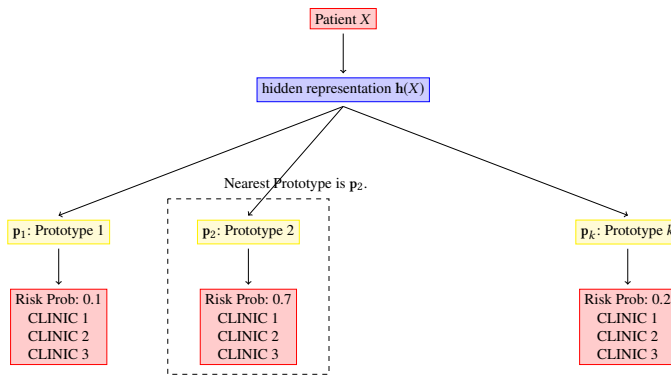 Patient X
hidden representation h(X)
Nearest Prototype is p₂.
p₁: Prototype 1
p₂: Prototype 2
pₖ: Prototype k
Risk Prob: 0.1
CLINIC 1
CLINIC 2
CLINIC 3
Risk Prob: 0.7
CLINIC 1
CLINIC 2
CLINIC 3
Risk Prob: 0.2
CLINIC 1
CLINIC 2
CLINIC 3